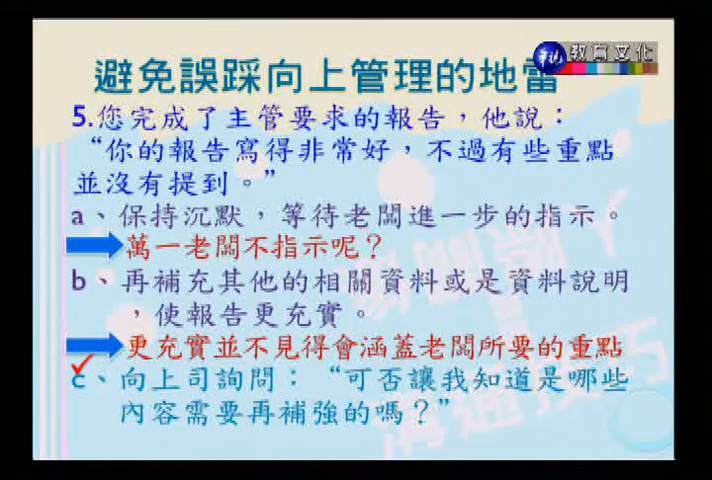 避免誤踩向上管理的地雷
教育文化
5.您完成了主管要求的報告，他說：
“你的報告寫得非常好，不過有些重點
並沒有提到。”
a、保持沉默，等待老闆進一步的指示。
萬一老闆不指示呢？
b、再補充其他的相關資料或是資料說明
，使報告更充實。
更充實並不見得會涵蓋老闆所要的重點
c、向上司詢問：“可否讓我知道是哪些
內容需要再補強的嗎？”